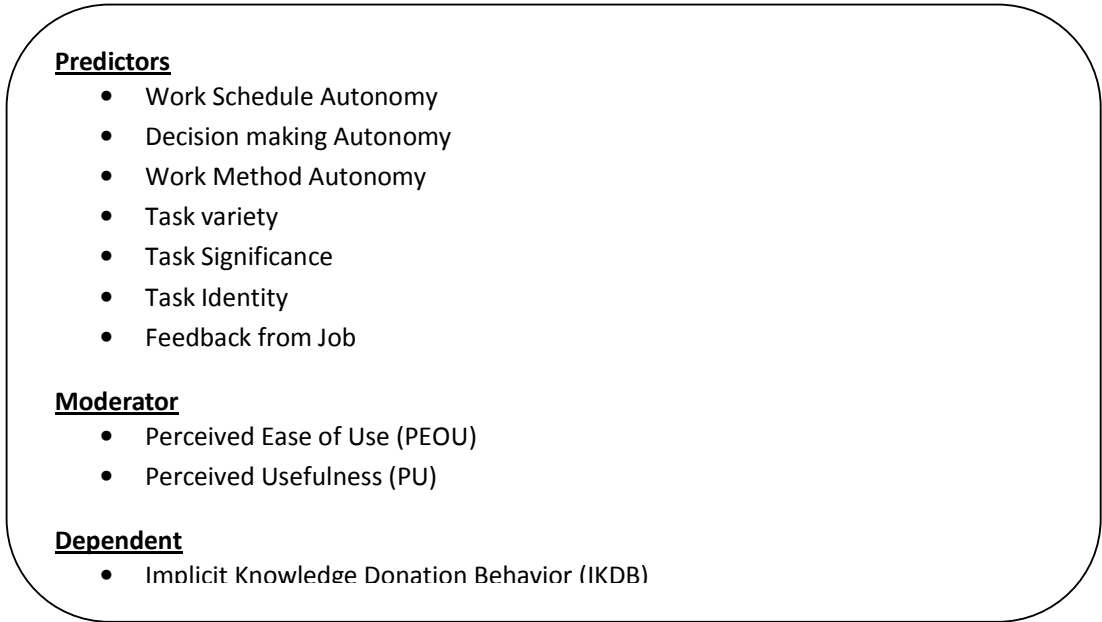 Predictors
• Work Schedule Autonomy
• Decision making Autonomy
• Work Method Autonomy
• Task variety
• Task Significance
• Task Identity
• Feedback from Job
Moderator
• Perceived Ease of Use (PEOU)
• Perceived Usefulness (PU)
Dependent
• Implicit Knowledge Donation Behavior (IKDB)